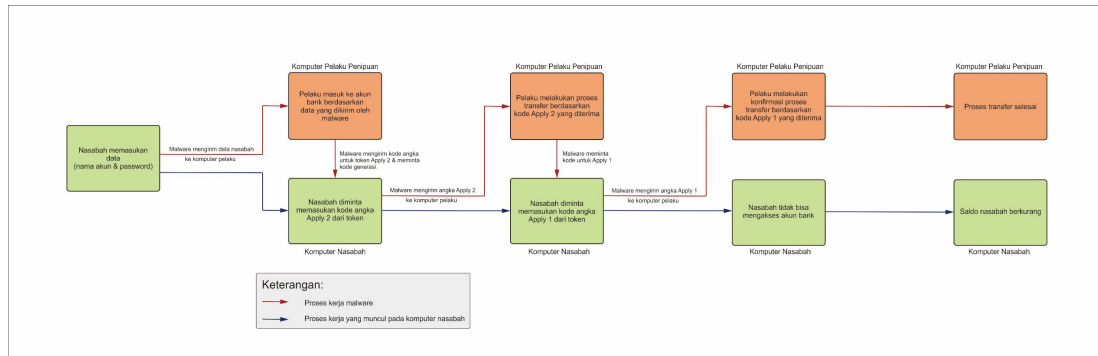 Komputer Pelaku Penipuan
Komputer Pelaku Penipuan
Komputer Pelaku Penipuan
Komputer Pelaku Penipuan
Pelaku masuk ke akun
bank berdasarkan
data yang dikirim oleh
malware
Pelaku melakukan proses
transfer berdasarkan
kode Apply 2 yang diterima
Pelaku melakukan
konfirmasi proses
transfer berdasarkan
kode Apply 1 yang diterima
Proses transfer selesai
Nasabah memasukan
data
(nama akun & password)
Malware mengirim data nasabah
ke komputer pelaku
Malware mengirim kode angka
untuk token Apply 2 & meminta
kode generasi.
Malware meminta
kode untuk Apply 1
Nasabah diminta
memasukan kode angka
Apply 2 dari token
Malware mengirim angka Apply 2
ke komputer pelaku
Nasabah diminta
memasukan kode angka
Apply 1 dari token
Malware mengirim angka Apply 1
ke komputer pelaku
Nasabah tidak bisa
mengakses akun bank
Saldo nasabah berkurang
Komputer Nasabah
Komputer Nasabah
Komputer Nasabah
Komputer Nasabah
Keterangan:
Proses kerja malware
Proses kerja yang muncul pada komputer nasabah